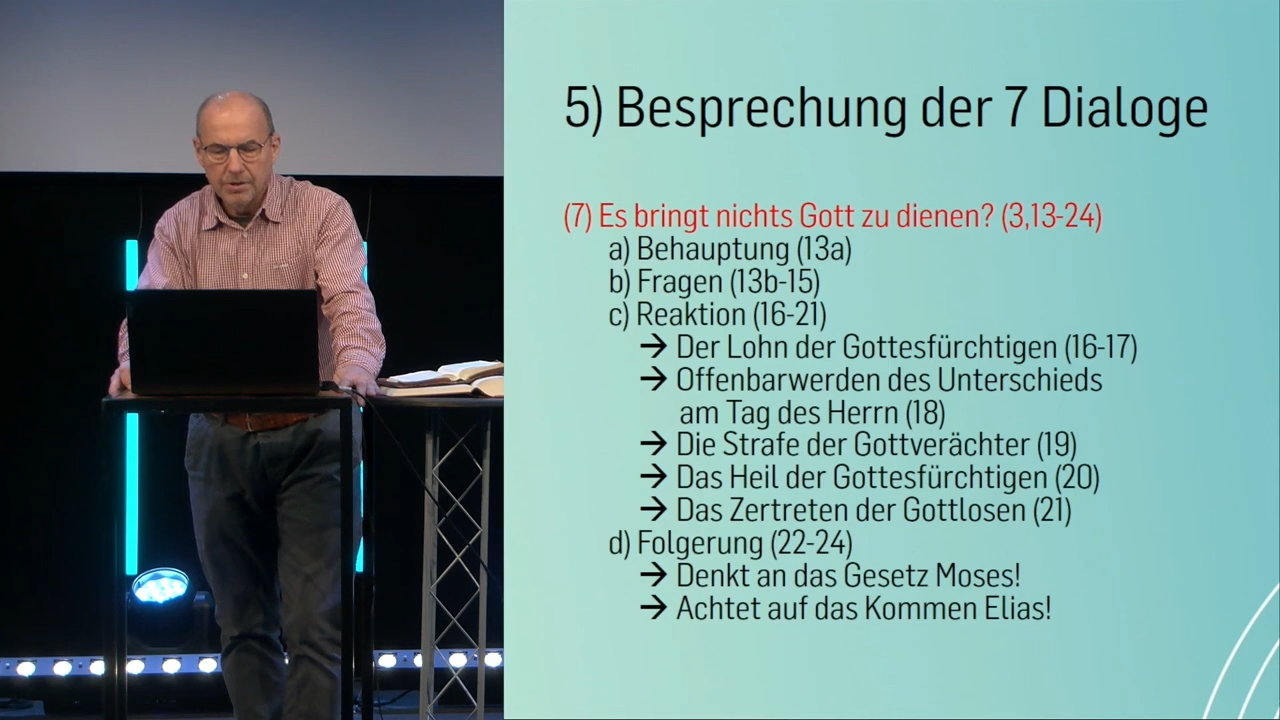 5) Besprechung der 7 Dialoge
(7) Es bringt nichts Gott zu dienen? (3,13-24)
a) Behauptung (13a)
b) Fragen (13b-15)
c) Reaktion (16-21)
→ Der Lohn der Gottesfürchtigen (16-17)
→ Offenbarwerden des Unterschieds
am Tag des Herrn (18)
→ Die Strafe der Gottverächter (19)
→ Das Heil der Gottesfürchtigen (20)
→ Das Zertreten der Gottlosen (21)
d) Folgerung (22-24)
→ Denkt an das Gesetz Moses!
→ Achtet auf das Kommen Elias!